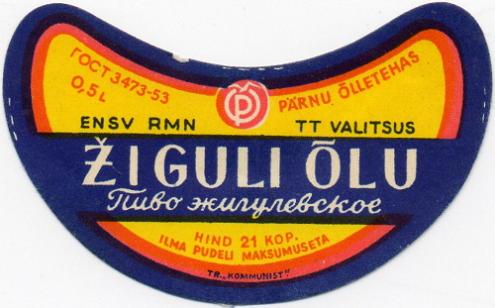 ГОСТ 3473-53
0,5 L
PÄRNU ÕLLETEHAS
ENSV RMN TT VALITSUS
ŽIGULI ÕLU
Пиво жигулевское
HIND 21 KOP.
ILMA PUDELI MAKSUMUSETA
TR. „KOMMUNIST"